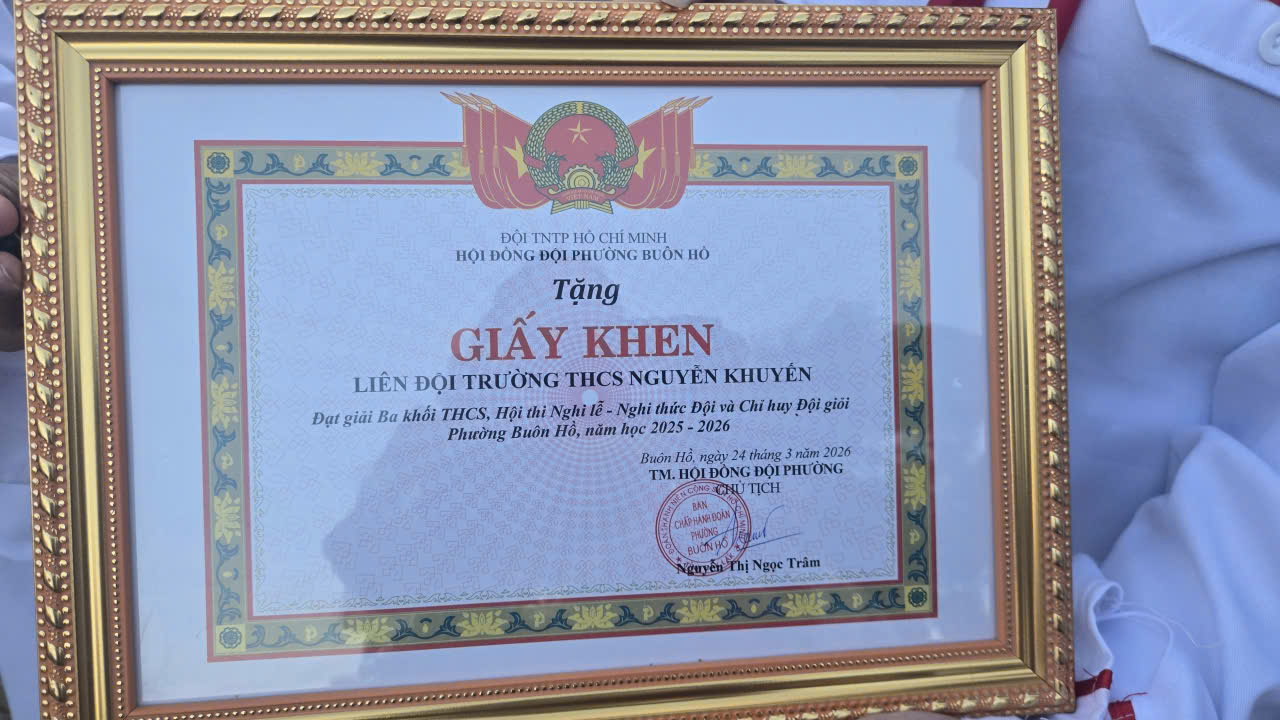 VIỆT NAM
ĐỘI TNTP HỒ CHÍ MINH
HỘI ĐỒNG ĐỘI PHƯỜNG BUÔN HỒ
Tặng
GIẤY KHEN
LIÊN ĐỘI TRƯỜNG THCS NGUYỄN KHUYẾN
Đạt giải Ba khối THCS, Hội thi Nghi lễ - Nghi thức Đội và Chỉ huy Đội giỏi
Phường Buôn Hồ, năm học 2025 - 2026
Buôn Hồ, ngày 24 tháng 3 năm 2026
TM. HỘI ĐỒNG ĐỘI PHƯỜNG
CHỦ TỊCH
BAN
CHẤP HÀNH ĐOÀN
PHƯỜNG
BUÔN HỒ
Nguyễn Thị Ngọc Trâm